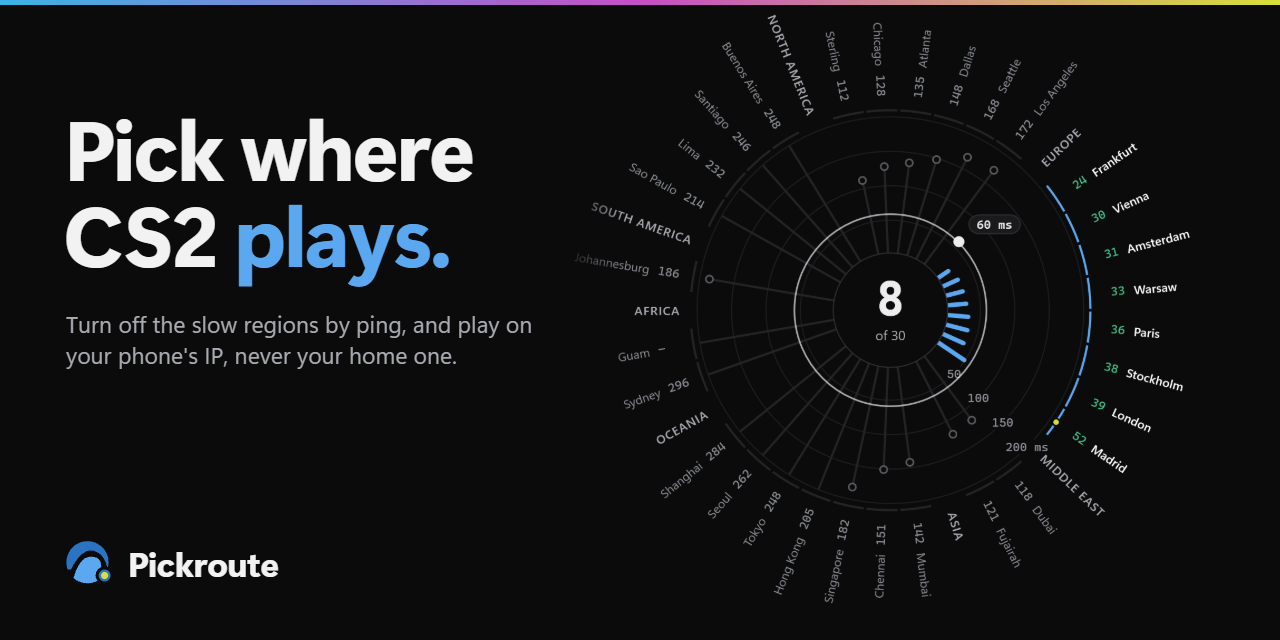 Pick where
CS2 plays.
Turn off the slow regions by ping, and play on
your phone's IP, never your home one.
Pickroute
8
of 30
60 ms
50
100
150
200 ms
NORTH AMERICA
Sterling 112
Chicago 128
135 Atlanta
148 Dallas
168 Seattle
172 Los Angeles
EUROPE
24 Frankfurt
30 Vienna
31 Amsterdam
33 Warsaw
36 Paris
38 Stockholm
39 London
52 Madrid
MIDDLE EAST
118 Dubai
121 Fujairah
ASIA
142 Mumbai
Chennai 151
Singapore 182
Hong Kong 205
Tokyo 248
Seoul 262
Shanghai 284
OCEANIA
Sydney 296
Guam –
AFRICA
Johannesburg 186
SOUTH AMERICA
Sao Paulo 214
Lima 232
Santiago 246
Buenos Aires 248